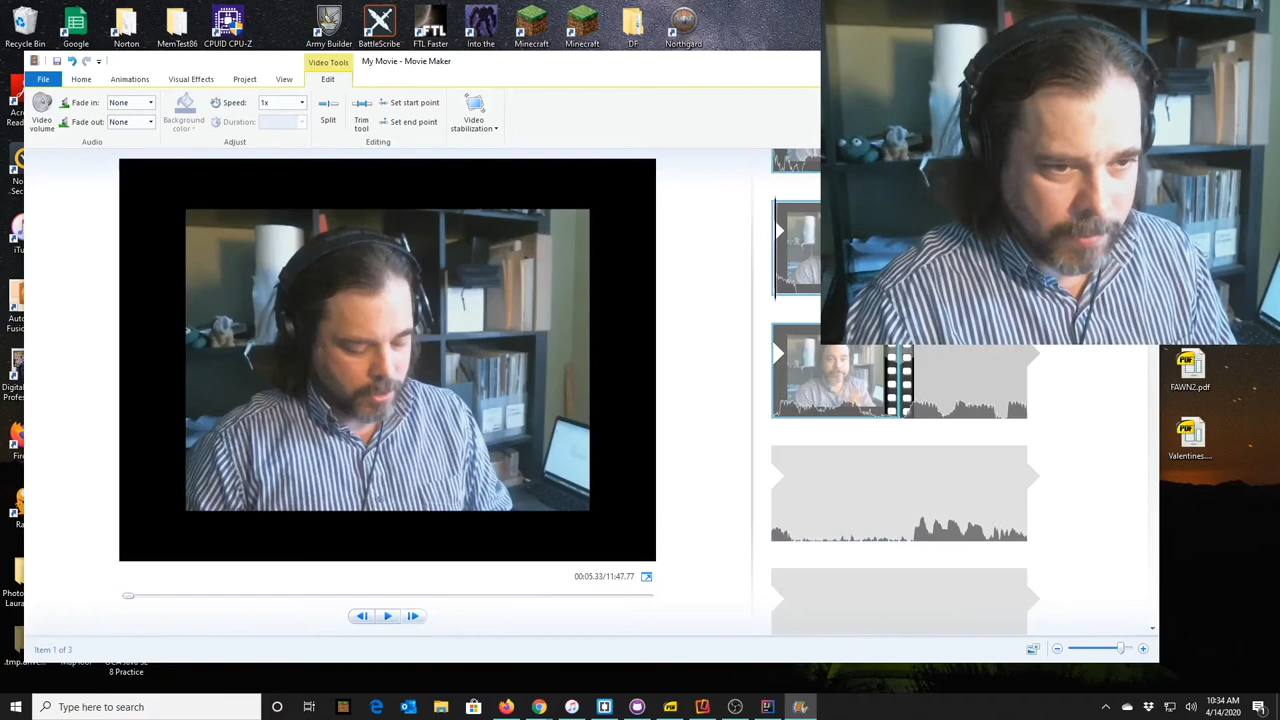 Recycle Bin
Google
Norton
MemTest86
CPUID CPU-Z
Army Builder
BattleScribe
FTL Faster
Into the
Minecraft
Minecraft
DF
Northgard
Video Tools
My Movie - Movie Maker
File
Home
Animations
Visual Effects
Project
View
Edit
Video volume
Fade in: None
Fade out: None
Background color
Speed: 1x
Duration:
Split
Trim tool
Set start point
Set end point
Video stabilization
Audio
Adjust
Editing
FAWN2.pdf
Valentines....
00:05.33/11:47.77
Item 1 of 3
8 Practice
Type here to search
10:34 AM
4/14/2020